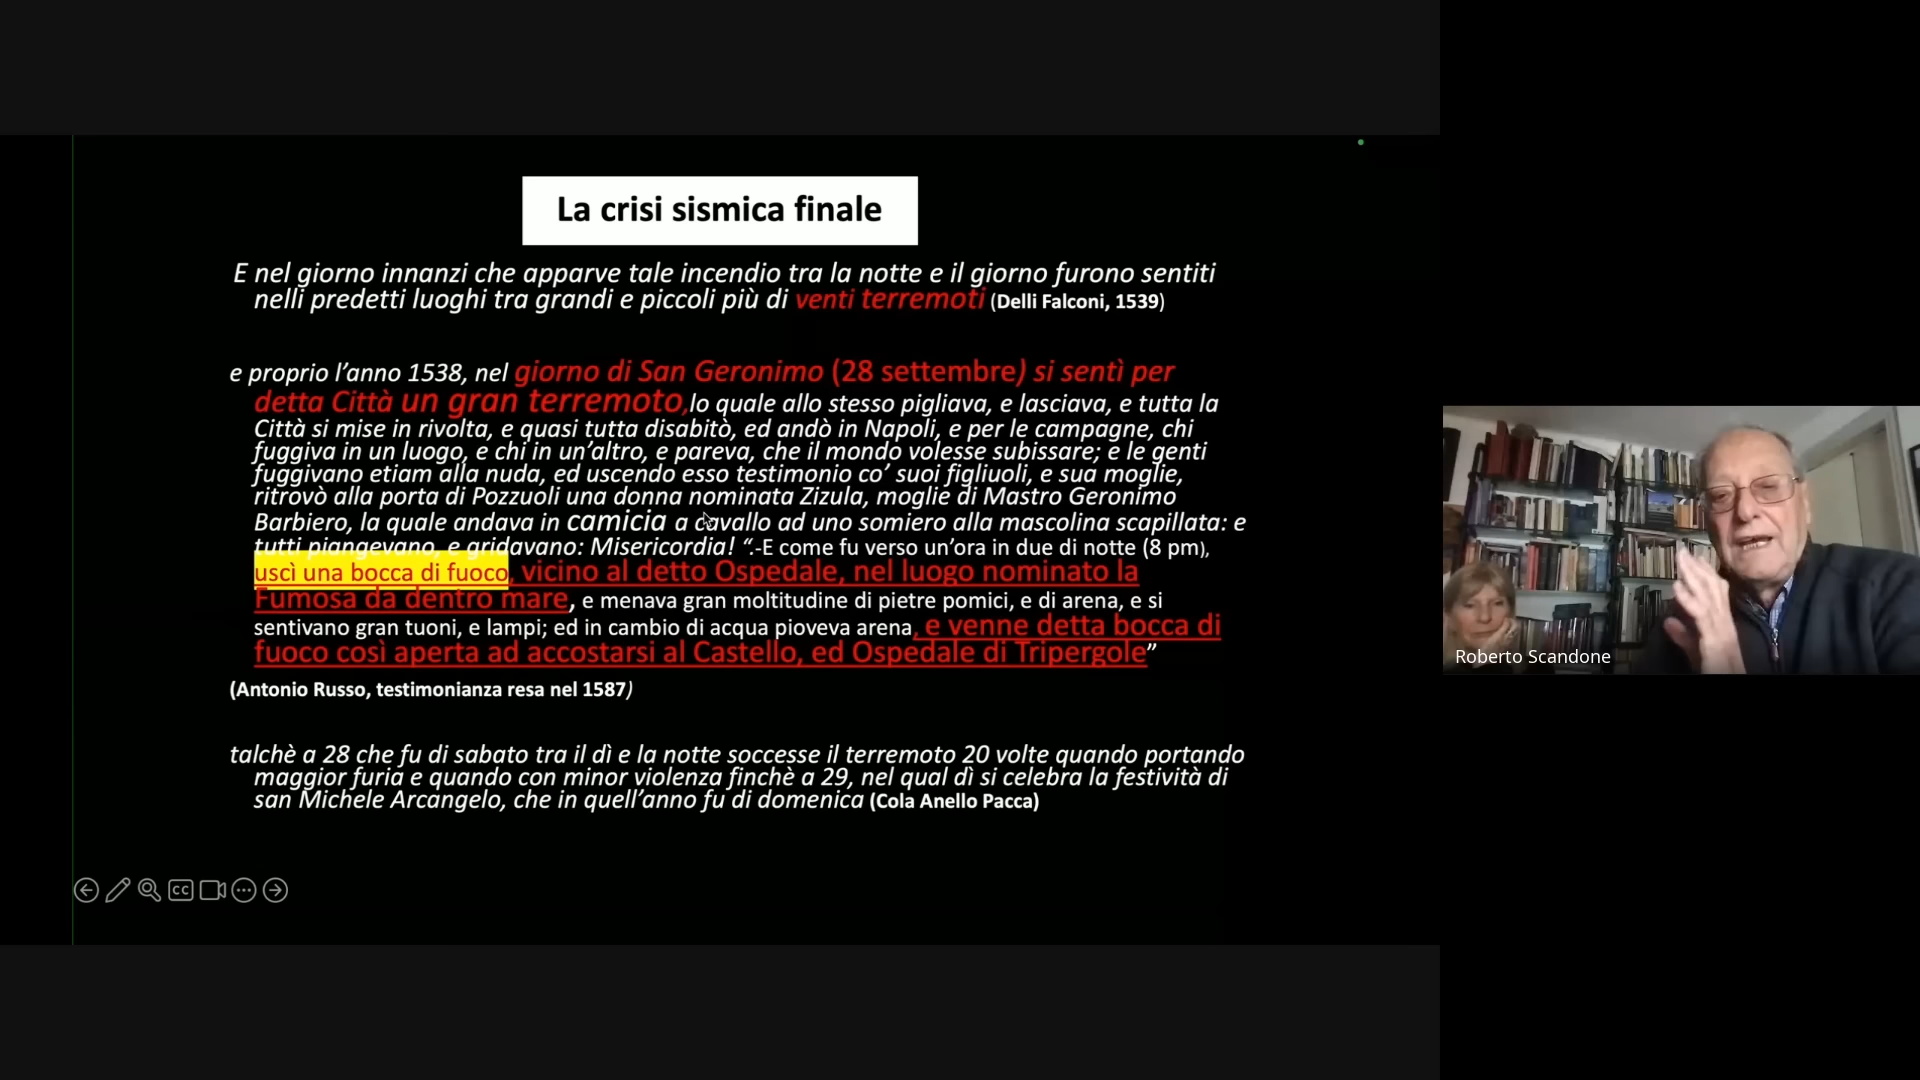 La crisi sismica finale
E nel giorno innanzi che apparve tale incendio tra la notte e il giorno furono sentiti
nelli predetti luoghi tra grandi e piccoli più di venti terremoti (Delli Falconi, 1539)
e proprio l’anno 1538, nel giorno di San Geronimo (28 settembre) si sentì per
detta Città un gran terremoto,lo quale allo stesso pigliava, e lasciava, e tutta la
Città si mise in rivolta, e quasi tutta disabitò, ed andò in Napoli, e per le campagne, chi
fuggiva in un luogo, e chi in un’altro, e pareva, che il mondo volesse subissare; e le genti
fuggivano etiam alla nuda, ed uscendo esso testimonio co’ suoi figliuoli, e sua moglie,
ritrovò alla porta di Pozzuoli una donna nominata Zizula, moglie di Mastro Geronimo
Barbiero, la quale andava in camicia a cavallo ad uno somiero alla mascolina scapillata: e
tutti piangevano, e gridavano: Misericordia! “.-E come fu verso un’ora in due di notte (8 pm),
uscì una bocca di fuoco, vicino al detto Ospedale, nel luogo nominato la
Fumosa da dentro mare, e menava gran moltitudine di pietre pomici, e di arena, e si
sentivano gran tuoni, e lampi; ed in cambio di acqua pioveva arena, e venne detta bocca di
fuoco così aperta ad accostarsi al Castello, ed Ospedale di Tripergole”
(Antonio Russo, testimonianza resa nel 1587)
talchè a 28 che fu di sabato tra il dì e la notte soccesse il terremoto 20 volte quando portando
maggior furia e quando con minor violenza finchè a 29, nel qual dì si celebra la festività di
san Michele Arcangelo, che in quell’anno fu di domenica (Cola Anello Pacca)
CC
Roberto Scandone